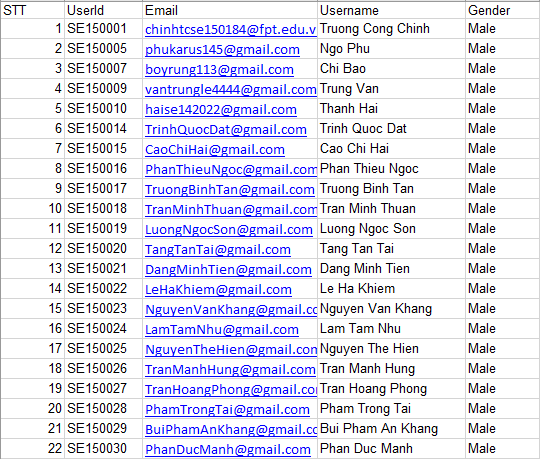 STT UserId Email Username Gender
1 SE150001 chinhtcse150184@fpt.edu.v Truong Cong Chinh Male
2 SE150005 phukarus145@gmail.com Ngo Phu Male
3 SE150007 boyrung113@gmail.com Chi Bao Male
4 SE150009 vantrungle4444@gmail.com Trung Van Male
5 SE150010 haise142022@gmail.com Thanh Hai Male
6 SE150014 TrinhQuocDat@gmail.com Trinh Quoc Dat Male
7 SE150015 CaoChiHai@gmail.com Cao Chi Hai Male
8 SE150016 PhanThieuNgoc@gmail.com Phan Thieu Ngoc Male
9 SE150017 TruongBinhTan@gmail.com Truong Binh Tan Male
10 SE150018 TranMinhThuan@gmail.com Tran Minh Thuan Male
11 SE150019 LuongNgocSon@gmail.com Luong Ngoc Son Male
12 SE150020 TangTanTai@gmail.com Tang Tan Tai Male
13 SE150021 DangMinhTien@gmail.com Dang Minh Tien Male
14 SE150022 LeHaKhiem@gmail.com Le Ha Khiem Male
15 SE150023 NguyenVanKhang@gmail.cc Nguyen Van Khang Male
16 SE150024 LamTamNhu@gmail.com Lam Tam Nhu Male
17 SE150025 NguyenTheHien@gmail.com Nguyen The Hien Male
18 SE150026 TranManhHung@gmail.com Tran Manh Hung Male
19 SE150027 TranHoangPhong@gmail.com Tran Hoang Phong Male
20 SE150028 PhamTrongTai@gmail.com Pham Trong Tai Male
21 SE150029 BuiPhamAnKhang@gmail.cc Bui Pham An Khang Male
22 SE150030 PhanDucManh@gmail.com Phan Duc Manh Male